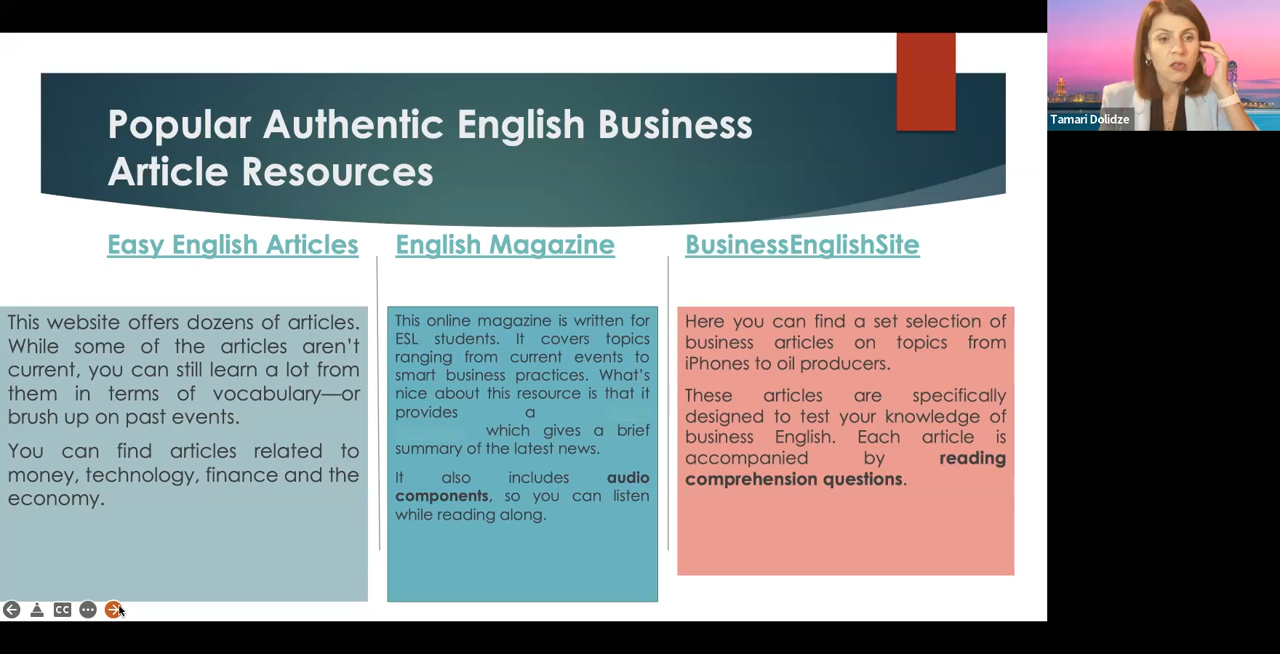 Popular Authentic English Business
Article Resources
Easy English Articles
This website offers dozens of articles.
While some of the articles aren't
current, you can still learn a lot from
them in terms of vocabulary—or
brush up on past events.
You can find articles related to
money, technology, finance and the
economy.
English Magazine
This online magazine is written for
ESL students. It covers topics
ranging from current events to
smart business practices. What's
nice about this resource is that it
provides a
which gives a brief
summary of the latest news.
It also includes audio
components, so you can listen
while reading along.
BusinessEnglishSite
Here you can find a set selection of
business articles on topics from
iPhones to oil producers.
These articles are specifically
designed to test your knowledge of
business English. Each article is
accompanied by reading
comprehension questions.
CC
Tamari Dolidze